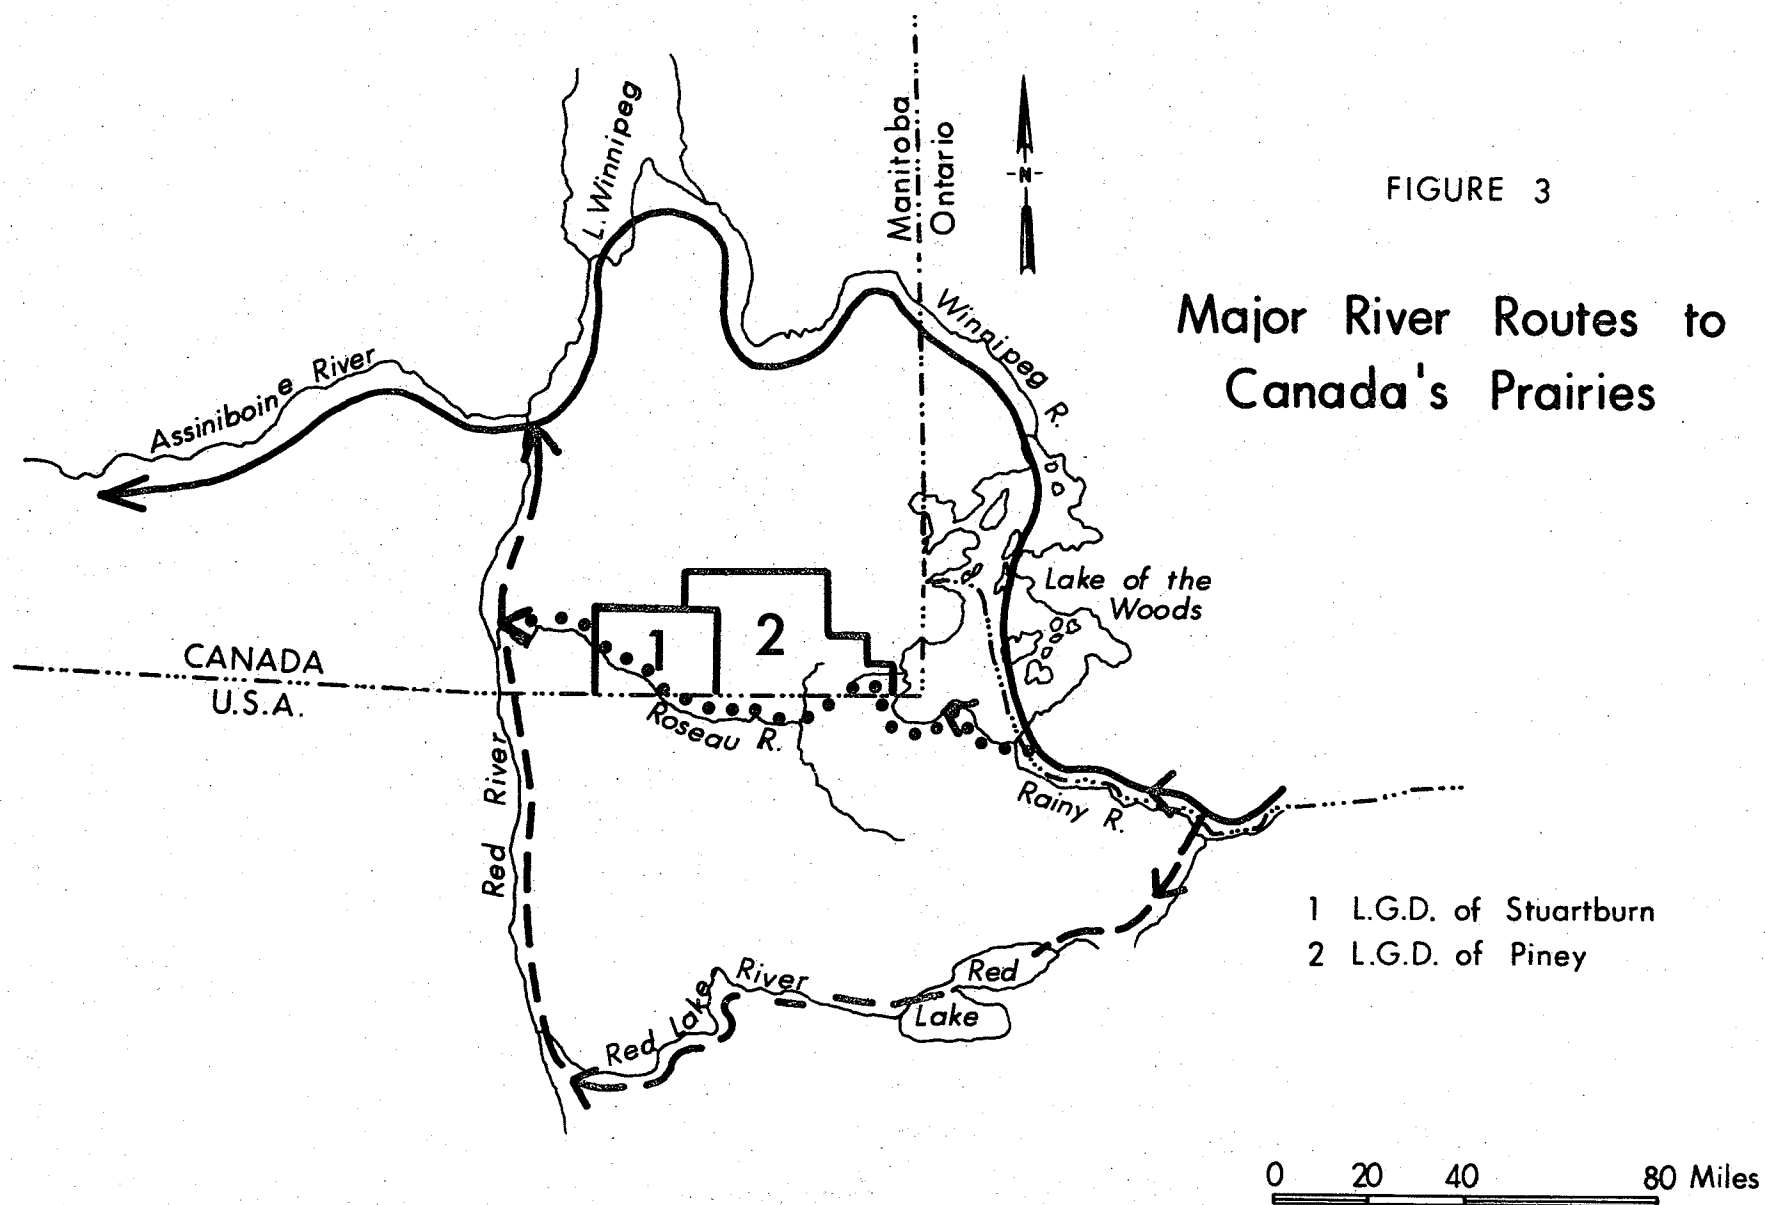 FIGURE 3
Major River Routes to
Canada's Prairies
L. Winnipeg
Manitoba
Ontario
-N-
Winnipeg R.
Assiniboine River
Lake of the
Woods
1
2
CANADA
U.S.A.
Roseau R.
Red River
Rainy R.
1 L.G.D. of Stuartburn
2 L.G.D. of Piney
Red
Lake
Red Lake River
0 20 40 80 Miles